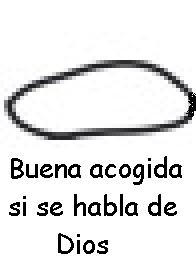 Buena acogida
si se habla de
Dios